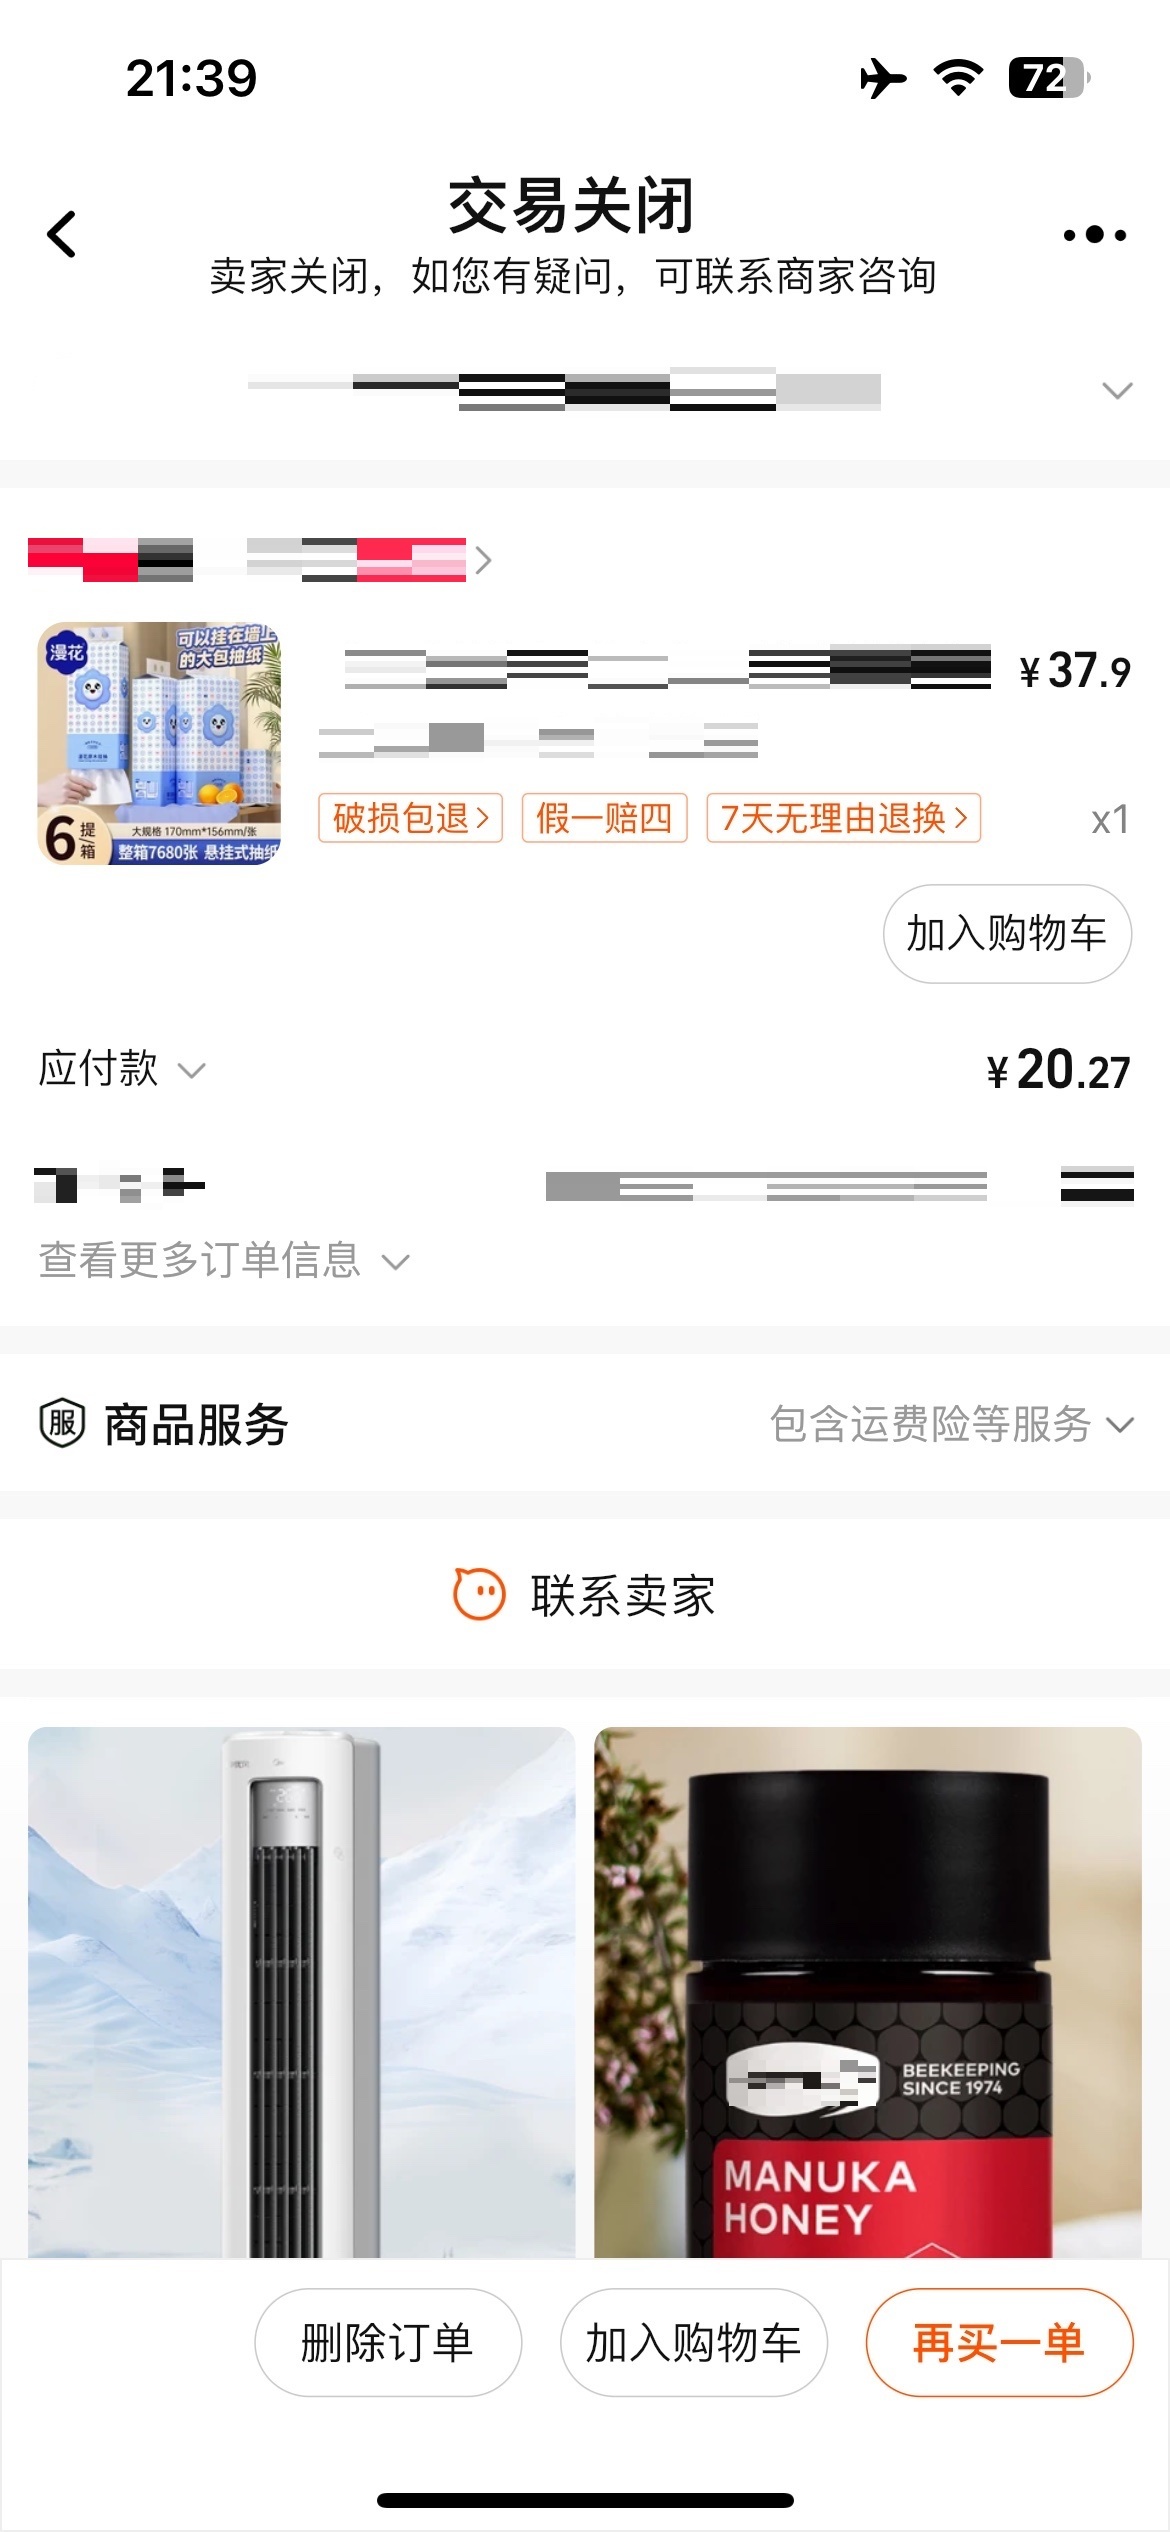 21:39
72
交易关闭
卖家关闭，如您有疑问，可联系商家咨询
漫花
可以挂在墙上
的大包抽纸
¥37.9
破损包退
假一赔四
7天无理由退换
x1
6提/箱
大规格 170mm*156mm/张
整箱7680张 悬挂式抽纸
加入购物车
应付款
¥20.27
查看更多订单信息
服 商品服务
包含运费险等服务
联系卖家
BEEKEEPING
SINCE 1974
MANUKA
HONEY
删除订单
加入购物车
再买一单